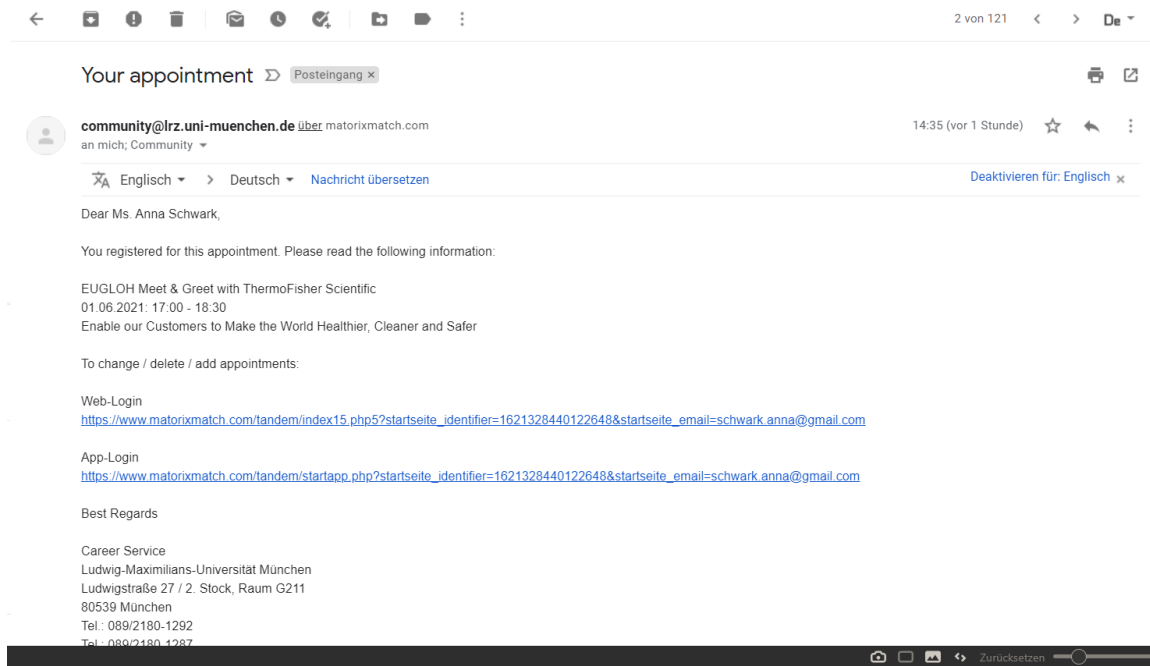 2 von 121
De
Your appointment
Posteingang ×
community@lrz.uni-muenchen.de über matorixmatch.com
14:35 (vor 1 Stunde)
an mich; Community
Englisch > Deutsch Nachricht übersetzen
Deaktivieren für: Englisch ×
Dear Ms. Anna Schwark,
You registered for this appointment. Please read the following information:
EUGLOH Meet & Greet with ThermoFisher Scientific
01.06.2021: 17:00 - 18:30
Enable our Customers to Make the World Healthier, Cleaner and Safer
To change / delete / add appointments:
Web-Login
https://www.matorixmatch.com/tandem/index15.php5?startseite_identifier=1621328440122648&startseite_email=schwark.anna@gmail.com
App-Login
https://www.matorixmatch.com/tandem/startapp.php?startseite_identifier=1621328440122648&startseite_email=schwark.anna@gmail.com
Best Regards
Career Service
Ludwig-Maximilians-Universität München
Ludwigstraße 27 / 2. Stock, Raum G211
80539 München
Tel.: 089/2180-1292
Tel.: 089/2180-1287
Zurücksetzen